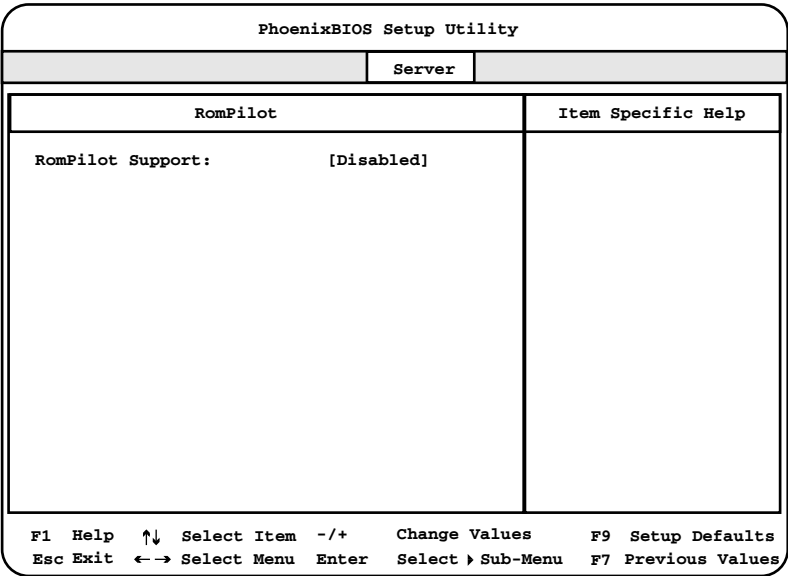 PhoenixBIOS Setup Utility
Server
RomPilot
Item Specific Help
RomPilot Support: [Disabled]
F1 Help ↑↓ Select Item -/+ Change Values F9 Setup Defaults
Esc Exit ←→ Select Menu Enter Select ▸ Sub-Menu F7 Previous Values